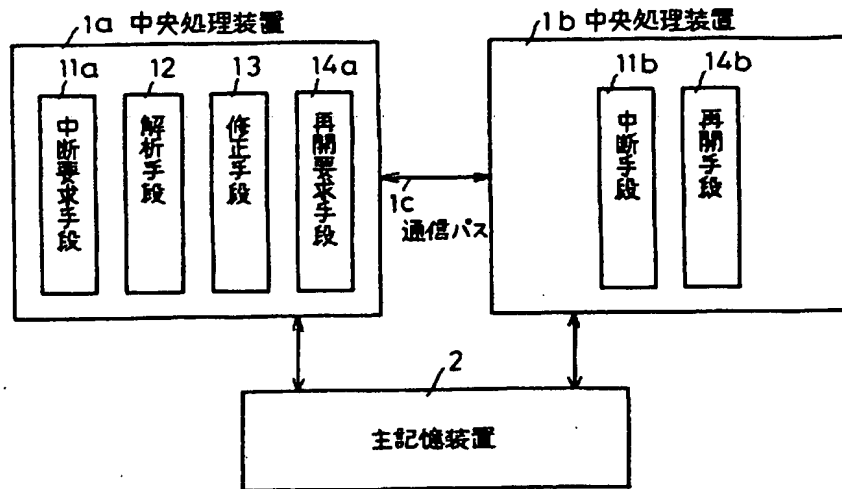 1a 中央処理装置
1b 中央処理装置
11a
12
13
14a
11b
14b
中断要求手段
解析手段
修正手段
再開要求手段
中断手段
再開手段
1c
通信パス
2
主記憶装置